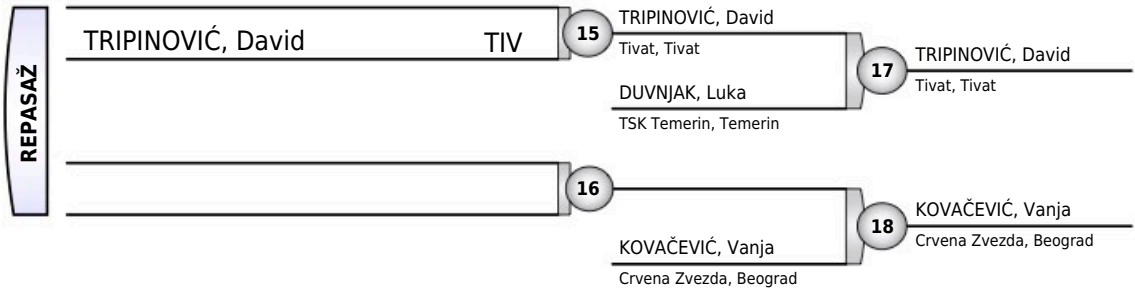 REPASAŽ
TRIPINOVIĆ, David TIV
15
TRIPINOVIĆ, David
Tivat, Tivat
DUVNJAK, Luka
TSK Temerin, Temerin
17
TRIPINOVIĆ, David
Tivat, Tivat
16
KOVAČEVIĆ, Vanja
Crvena Zvezda, Beograd
18
KOVAČEVIĆ, Vanja
Crvena Zvezda, Beograd